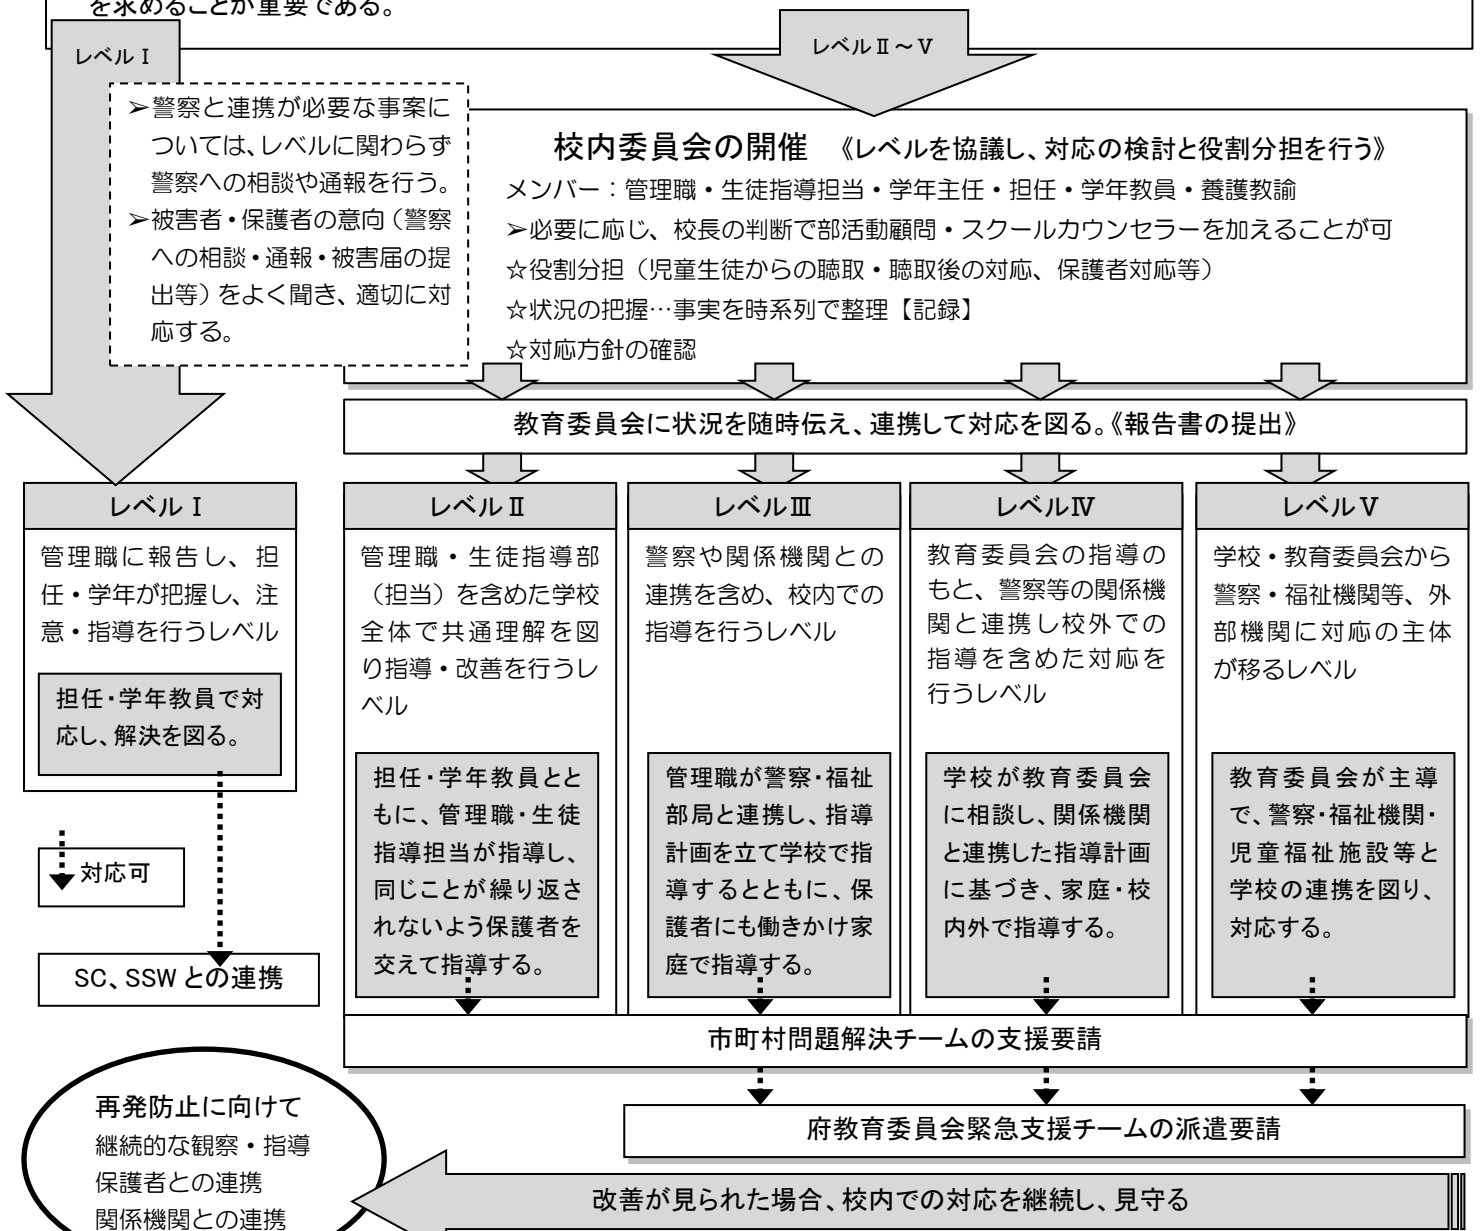 を求めることが重要である。
レベルⅠ
レベルⅡ～Ⅴ
➢警察と連携が必要な事案に
ついては、レベルに関わらず
警察への相談や通報を行う。
➢被害者・保護者の意向（警察
への相談・通報・被害届の提
出等）をよく聞き、適切に対
応する。
校内委員会の開催　《レベルを協議し、対応の検討と役割分担を行う》
メンバー：管理職・生徒指導担当・学年主任・担任・学年教員・養護教諭
➢必要に応じ、校長の判断で部活動顧問・スクールカウンセラーを加えることが可
☆役割分担（児童生徒からの聴取・聴取後の対応、保護者対応等）
☆状況の把握…事実を時系列で整理【記録】
☆対応方針の確認
教育委員会に状況を随時伝え、連携して対応を図る。《報告書の提出》
レベルⅠ
管理職に報告し、担
任・学年が把握し、注
意・指導を行うレベル
担任・学年教員で対
応し、解決を図る。
対応可
SC、SSWとの連携
レベルⅡ
管理職・生徒指導部
（担当）を含めた学校
全体で共通理解を図
り指導・改善を行うレ
ベル
担任・学年教員とと
もに、管理職・生徒
指導担当が指導し、
同じことが繰り返さ
れないよう保護者を
交えて指導する。
レベルⅢ
警察や関係機関との
連携を含め、校内での
指導を行うレベル
管理職が警察・福祉
部局と連携し、指導
計画を立て学校で指
導するとともに、保
護者にも働きかけ家
庭で指導する。
レベルⅣ
教育委員会の指導の
もと、警察等の関係機
関と連携し校外での
指導を含めた対応を
行うレベル
学校が教育委員会
に相談し、関係機関
と連携した指導計画
に基づき、家庭・校
内外で指導する。
レベルⅤ
学校・教育委員会から
警察・福祉機関等、外
部機関に対応の主体
が移るレベル
教育委員会が主導
で、警察・福祉機関・
児童福祉施設等と
学校の連携を図り、
対応する。
市町村問題解決チームの支援要請
府教育委員会緊急支援チームの派遣要請
改善が見られた場合、校内での対応を継続し、見守る
再発防止に向けて
継続的な観察・指導
保護者との連携
関係機関との連携